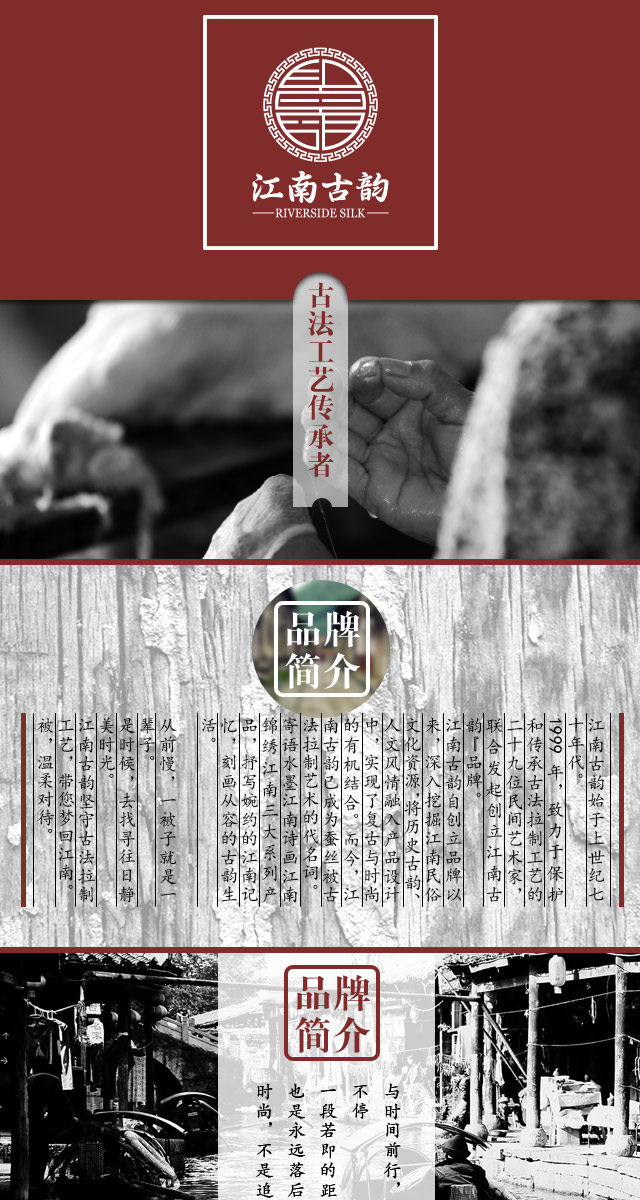 江南古韵
RIVERSIDE SILK
古法工艺传承者
品牌
简介
江南古韵始于上世纪七
十年代。
1999 年，致力于保护
和传承古法拉制工艺的
二十九位民间艺术家，
联合发起创立江南古
韵『品牌。
江南古韵自创立品牌以
来，深入挖掘江南民俗
文化资源，将历史古韵、
人文风情融入产品设计
中，实现了复古与时尚
的有机结合。而今，江
南古韵已成为蚕丝被古
法拉制艺术的代名词。
寄语水墨江南诗画江南
锦绣江南三大系列产
品，抒写婉约的江南记
忆，刻画从容的古韵生
活。
从前慢，一被子就是一
辈子。
是时候，去找寻往日静
美时光。
江南古韵坚守古法拉制
工艺，带您梦回江南。
被，温柔对待。
品牌
简介
与时间前行，
不停
一段若即的距
也是永远落后
时尚，不是追